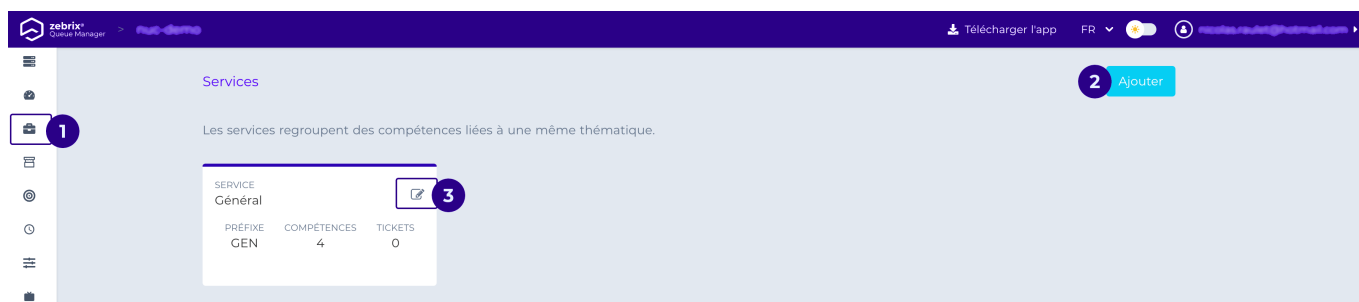 zebrix®
Queue Manager
>
Télécharger l'app
FR
Services
2
Ajouter
1
Les services regroupent des compétences liées à une même thématique.
SERVICE
Général
3
PRÉFIXE COMPÉTENCES TICKETS
GEN 4 0